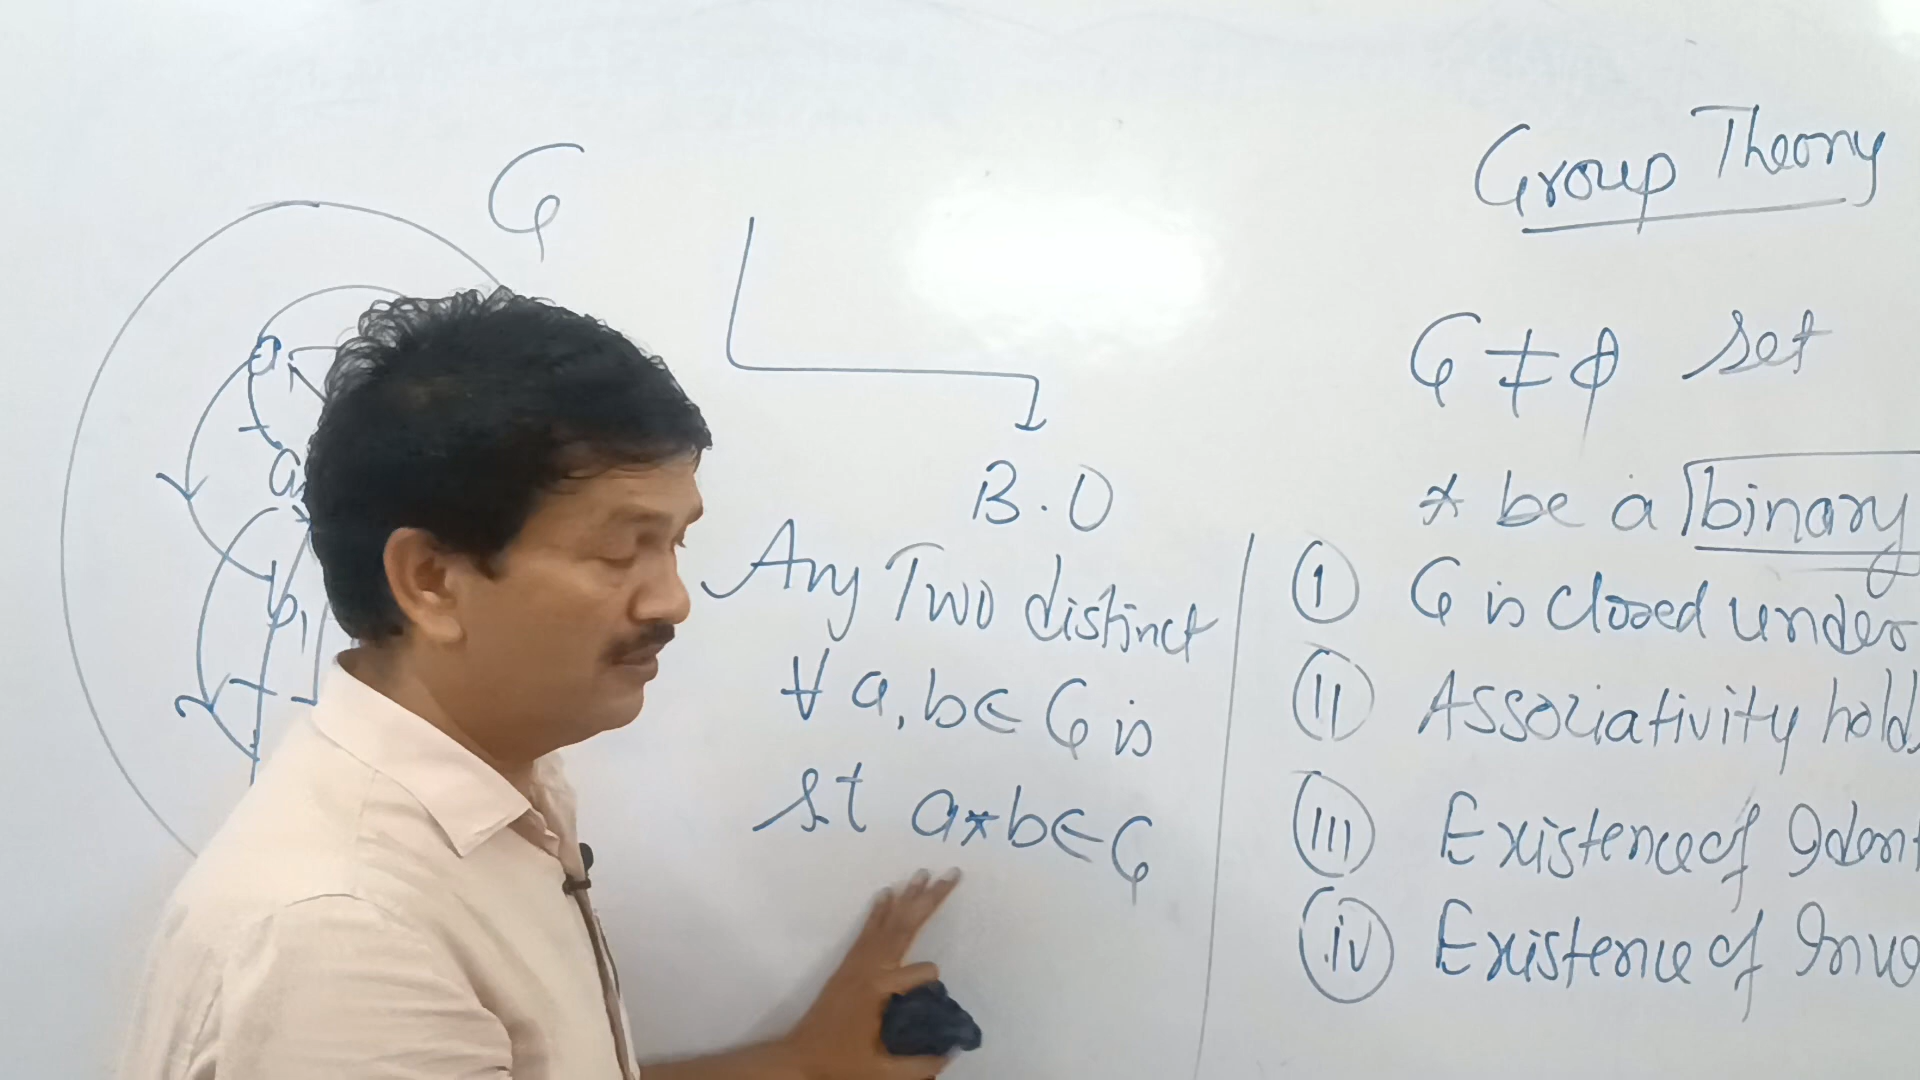 Group Theory
G
G ≠ φ set
B.O
* be a binary
Any Two distinct
∀ a, b ∈ G is
st a*b ∈ G
(I) G is closed under
(II) Associativity hold
(III) Existence of Ident
(iv) Existence of Inve
a
a
b1